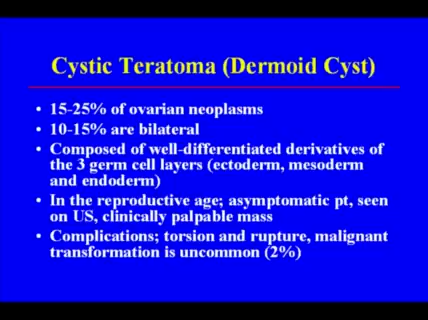 Cystic Teratoma (Dermoid Cyst)
• 15-25% of ovarian neoplasms
• 10-15% are bilateral
• Composed of well-differentiated derivatives of
the 3 germ cell layers (ectoderm, mesoderm
and endoderm)
• In the reproductive age; asymptomatic pt, seen
on US, clinically palpable mass
• Complications; torsion and rupture, malignant
transformation is uncommon (2%)